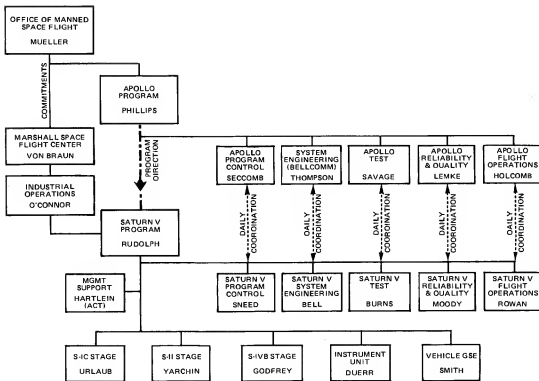 OFFICE OF MANNED
SPACE FLIGHT
MUELLER
COMMITMENTS
APOLLO
PROGRAM
PHILLIPS
MARSHALL SPACE
FLIGHT CENTER
VON BRAUN
PROGRAM
DIRECTION
INDUSTRIAL
OPERATIONS
O'CONNOR
SATURN V
PROGRAM
RUDOLPH
APOLLO
PROGRAM CONTROL
SECCOMB
SYSTEM
ENGINEERING
(BELLCOMM)
THOMPSON
APOLLO
TEST
SAVAGE
APOLLO
RELIABILITY
& QUALITY
LEMKE
APOLLO FLIGHT
OPERATIONS
HOLCOMB
DAILY
COORDINATION
DAILY
COORDINATION
DAILY
COORDINATION
DAILY
COORDINATION
DAILY
COORDINATION
MGMT
SUPPORT
HARTLEIN
(ACT)
SATURN V
PROGRAM
CONTROL
SNEED
SATURN V
SYSTEM
ENGINEERING
BELL
SATURN V
TEST
BURNS
SATURN V
RELIABILITY
& QUALITY
MOODY
SATURN V
FLIGHT
OPERATIONS
ROWAN
S-IC STAGE
URLAUB
S-II STAGE
YARCHIN
S-IVB STAGE
GODFREY
INSTRUMENT
UNIT
DUERR
VEHICLE GSE
SMITH